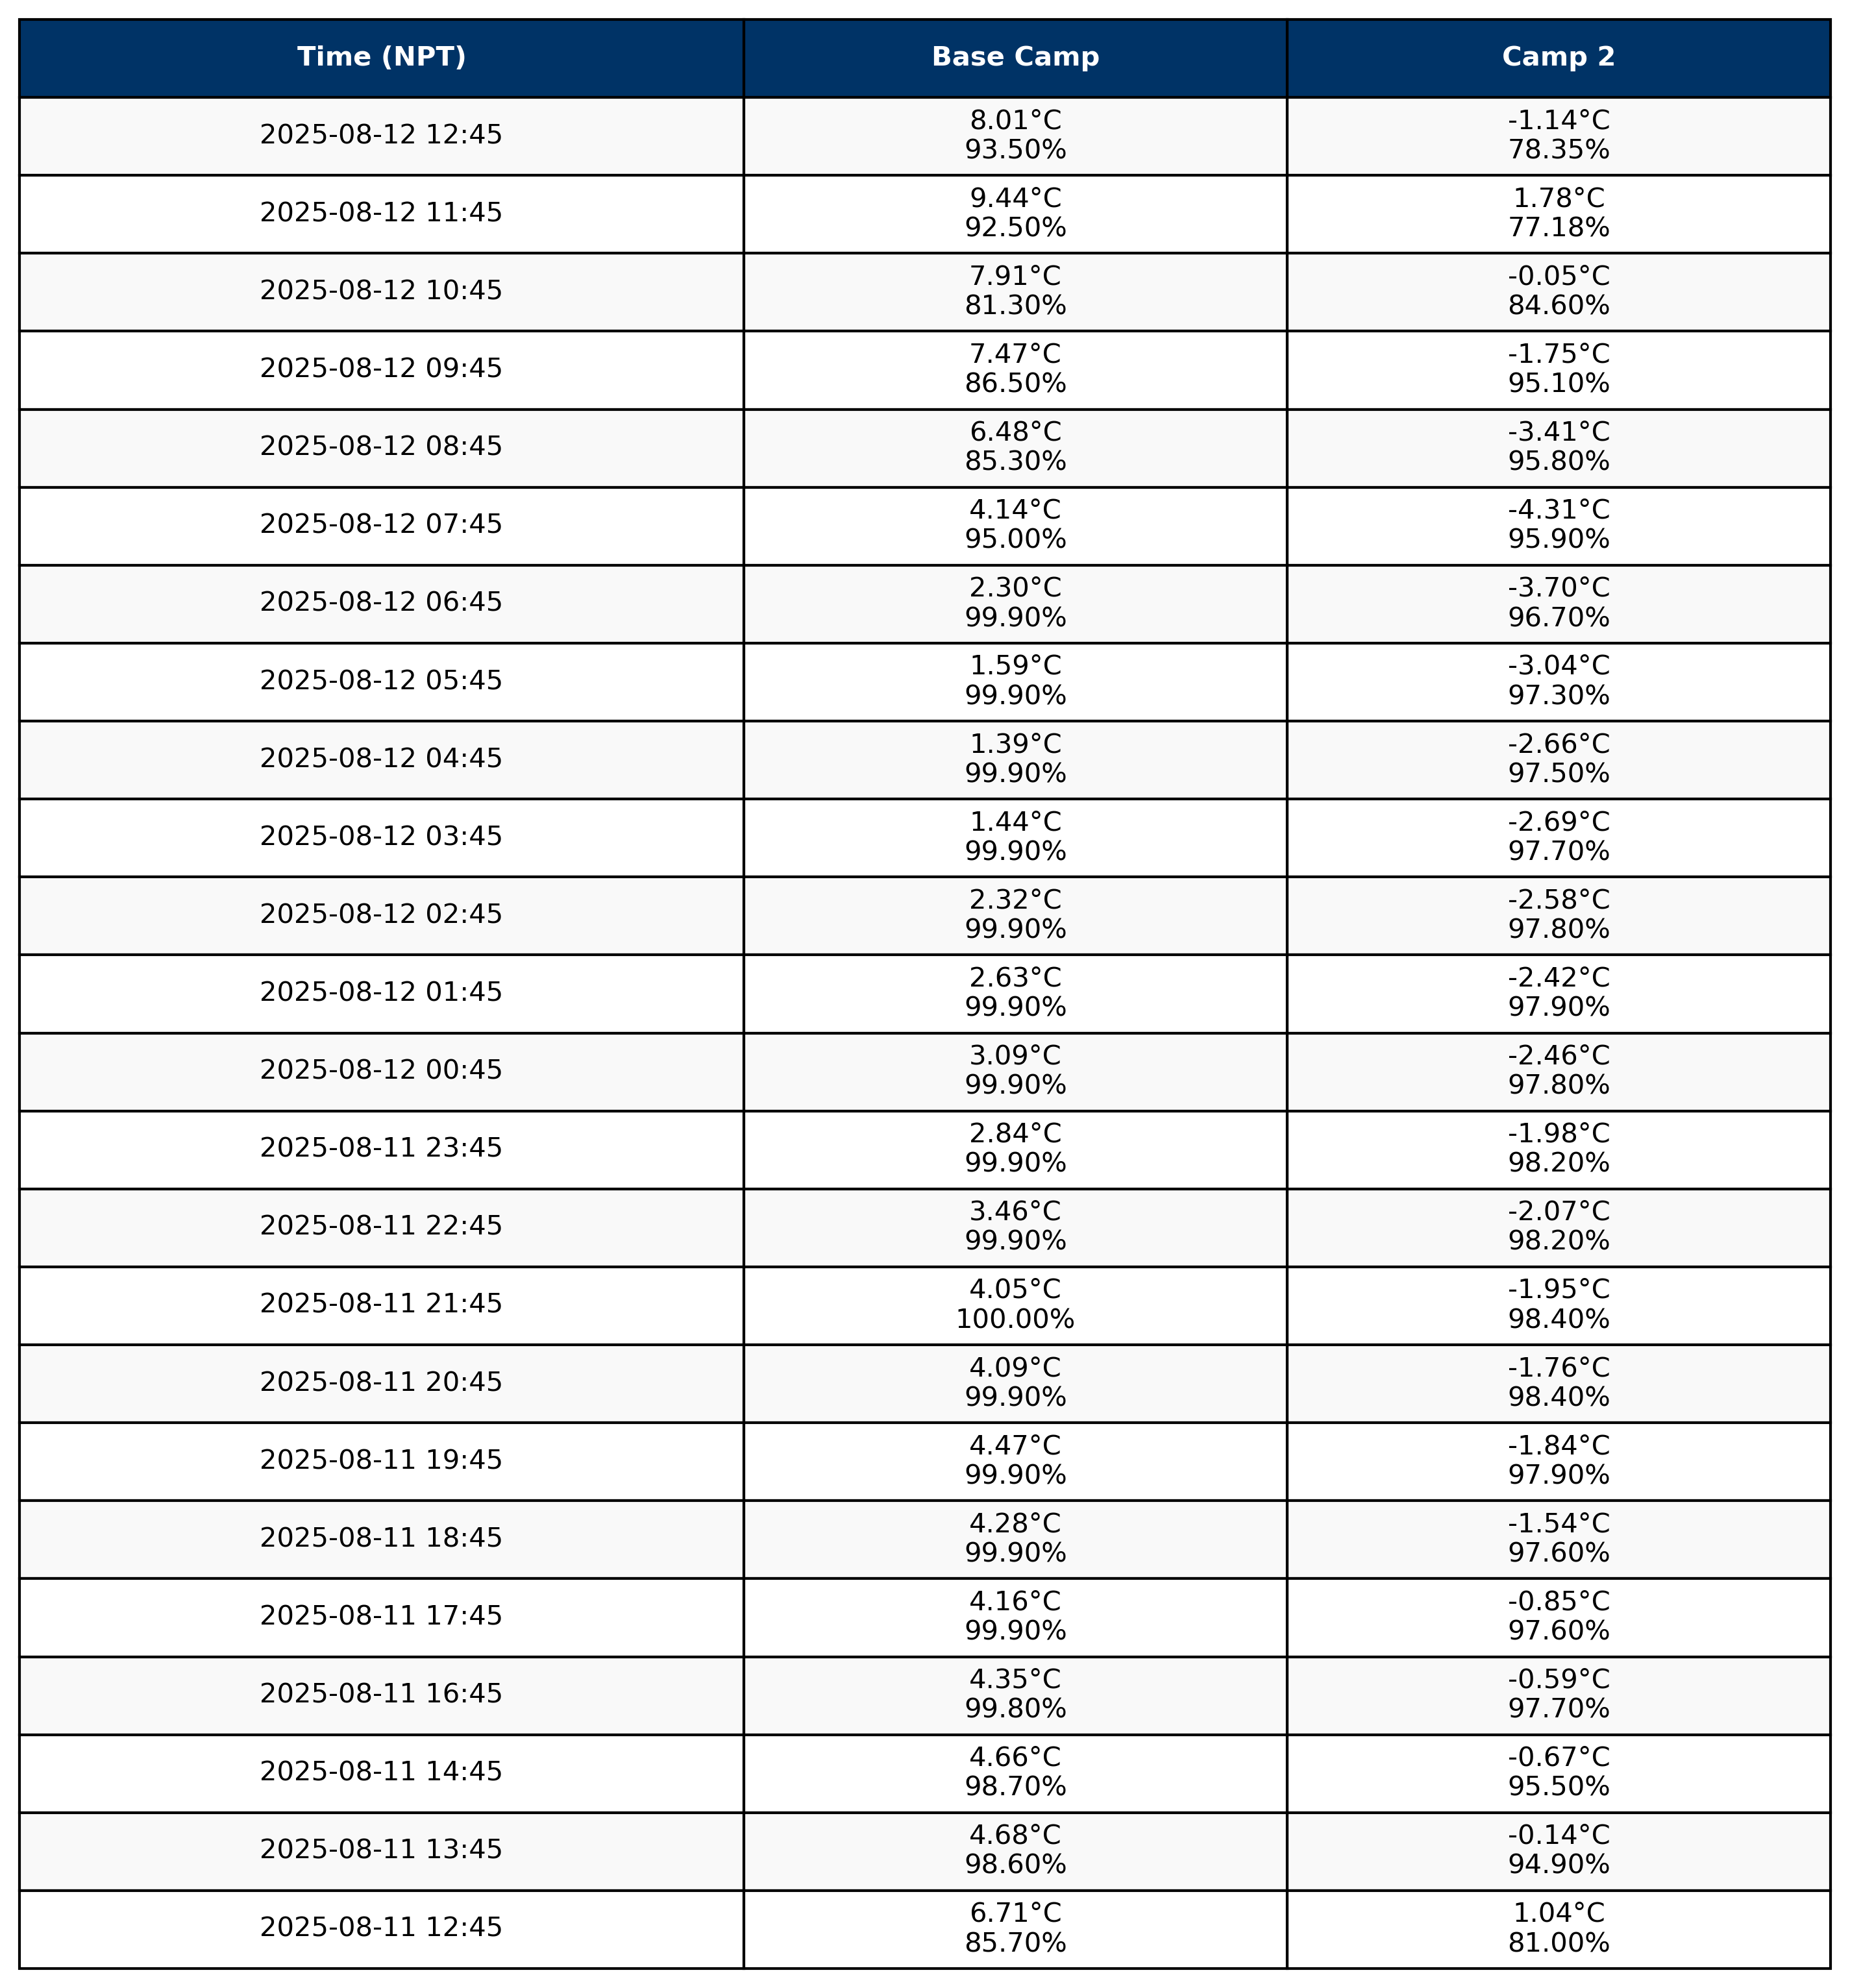 Time (NPT) Base Camp Camp 2
2025-08-12 12:45 8.01°C -1.14°C
93.50% 78.35%
2025-08-12 11:45 9.44°C 1.78°C
92.50% 77.18%
2025-08-12 10:45 7.91°C -0.05°C
81.30% 84.60%
2025-08-12 09:45 7.47°C -1.75°C
86.50% 95.10%
2025-08-12 08:45 6.48°C -3.41°C
85.30% 95.80%
2025-08-12 07:45 4.14°C -4.31°C
95.00% 95.90%
2025-08-12 06:45 2.30°C -3.70°C
99.90% 96.70%
2025-08-12 05:45 1.59°C -3.04°C
99.90% 97.30%
2025-08-12 04:45 1.39°C -2.66°C
99.90% 97.50%
2025-08-12 03:45 1.44°C -2.69°C
99.90% 97.70%
2025-08-12 02:45 2.32°C -2.58°C
99.90% 97.80%
2025-08-12 01:45 2.63°C -2.42°C
99.90% 97.90%
2025-08-12 00:45 3.09°C -2.46°C
99.90% 97.80%
2025-08-11 23:45 2.84°C -1.98°C
99.90% 98.20%
2025-08-11 22:45 3.46°C -2.07°C
99.90% 98.20%
2025-08-11 21:45 4.05°C -1.95°C
100.00% 98.40%
2025-08-11 20:45 4.09°C -1.76°C
99.90% 98.40%
2025-08-11 19:45 4.47°C -1.84°C
99.90% 97.90%
2025-08-11 18:45 4.28°C -1.54°C
99.90% 97.60%
2025-08-11 17:45 4.16°C -0.85°C
99.90% 97.60%
2025-08-11 16:45 4.35°C -0.59°C
99.80% 97.70%
2025-08-11 14:45 4.66°C -0.67°C
98.70% 95.50%
2025-08-11 13:45 4.68°C -0.14°C
98.60% 94.90%
2025-08-11 12:45 6.71°C 1.04°C
85.70% 81.00%